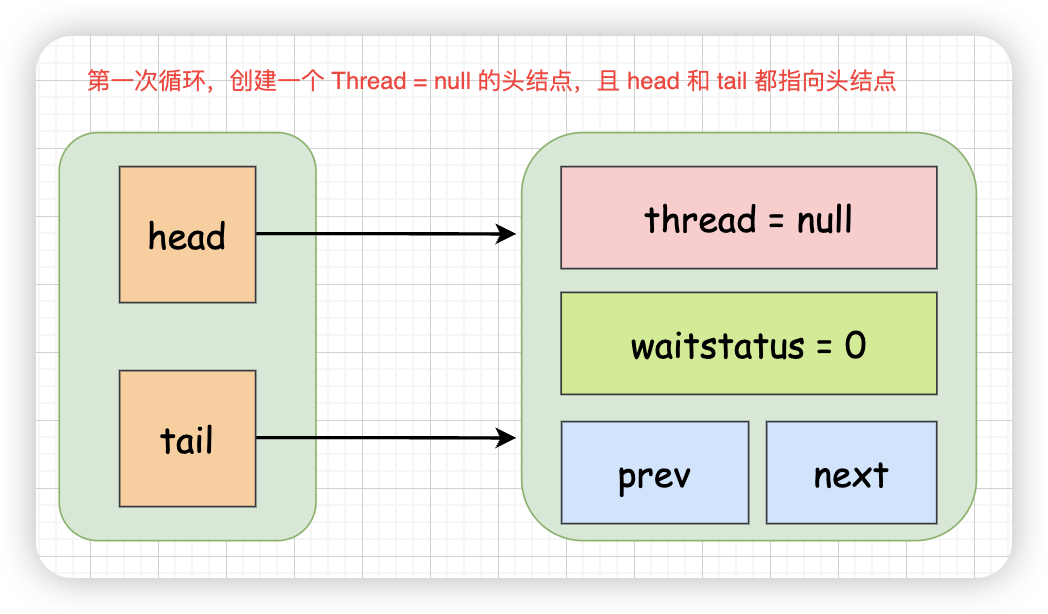 第一次循环，创建一个 Thread = null 的头结点，且 head 和 tail 都指向头结点
head
thread = null
waitstatus = 0
tail
prev
next